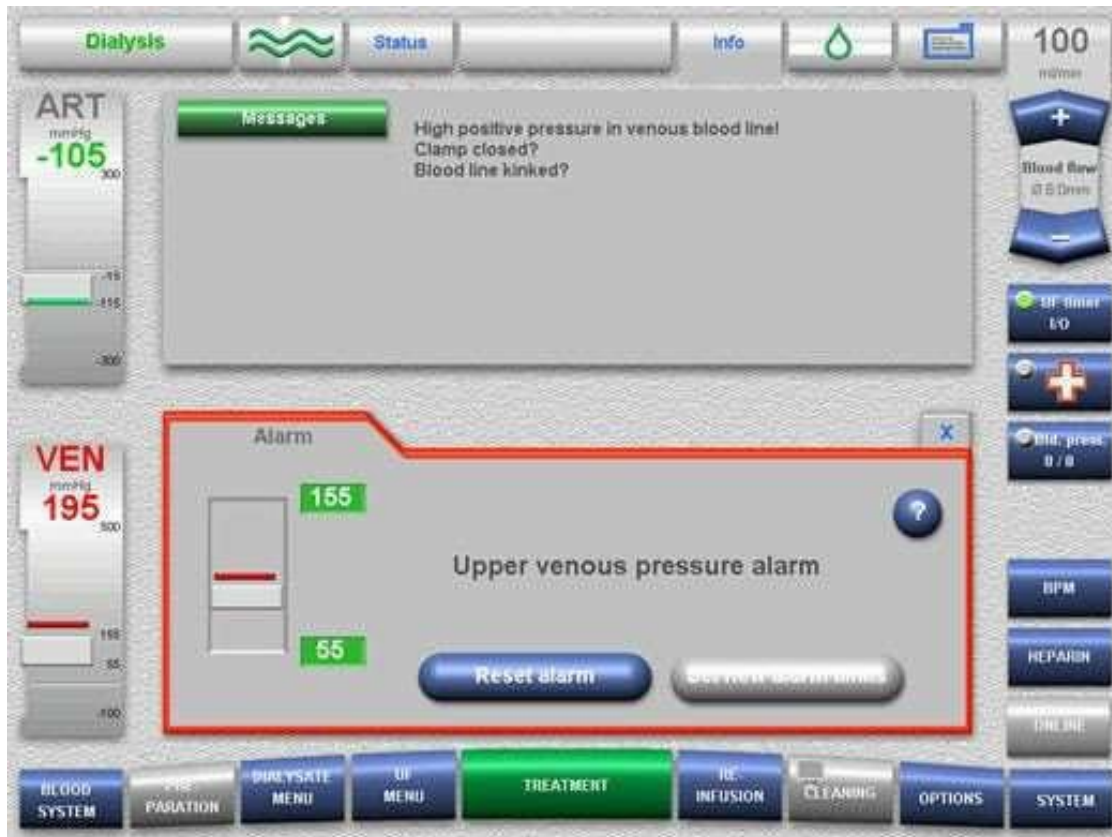 Dialysis
Status
Info
100
ml/min
ART
mmHg
-105
300
-15
-115
-300
Messages
High positive pressure in venous blood line!
Clamp closed?
Blood line kinked?
+
Blood flow
Ø 8.0mm
−
UF timer
I/O
Bld. press.
0 / 0
VEN
mmHg
195
500
155
55
-100
Alarm
X
155
?
Upper venous pressure alarm
55
Reset alarm
BPM
HEPARIN
ONLINE
BLOOD
SYSTEM
PARATION
DIALYSATE
MENU
UF
MENU
TREATMENT
RE-
INFUSION
CLEANING
OPTIONS
SYSTEM